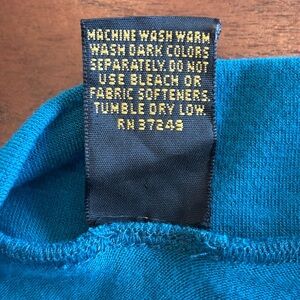 MACHINE WASH WARM
WASH DARK COLORS
SEPARATELY. DO NOT
USE BLEACH OR
FABRIC SOFTENERS.
TUMBLE DRY LOW.
RN 37249